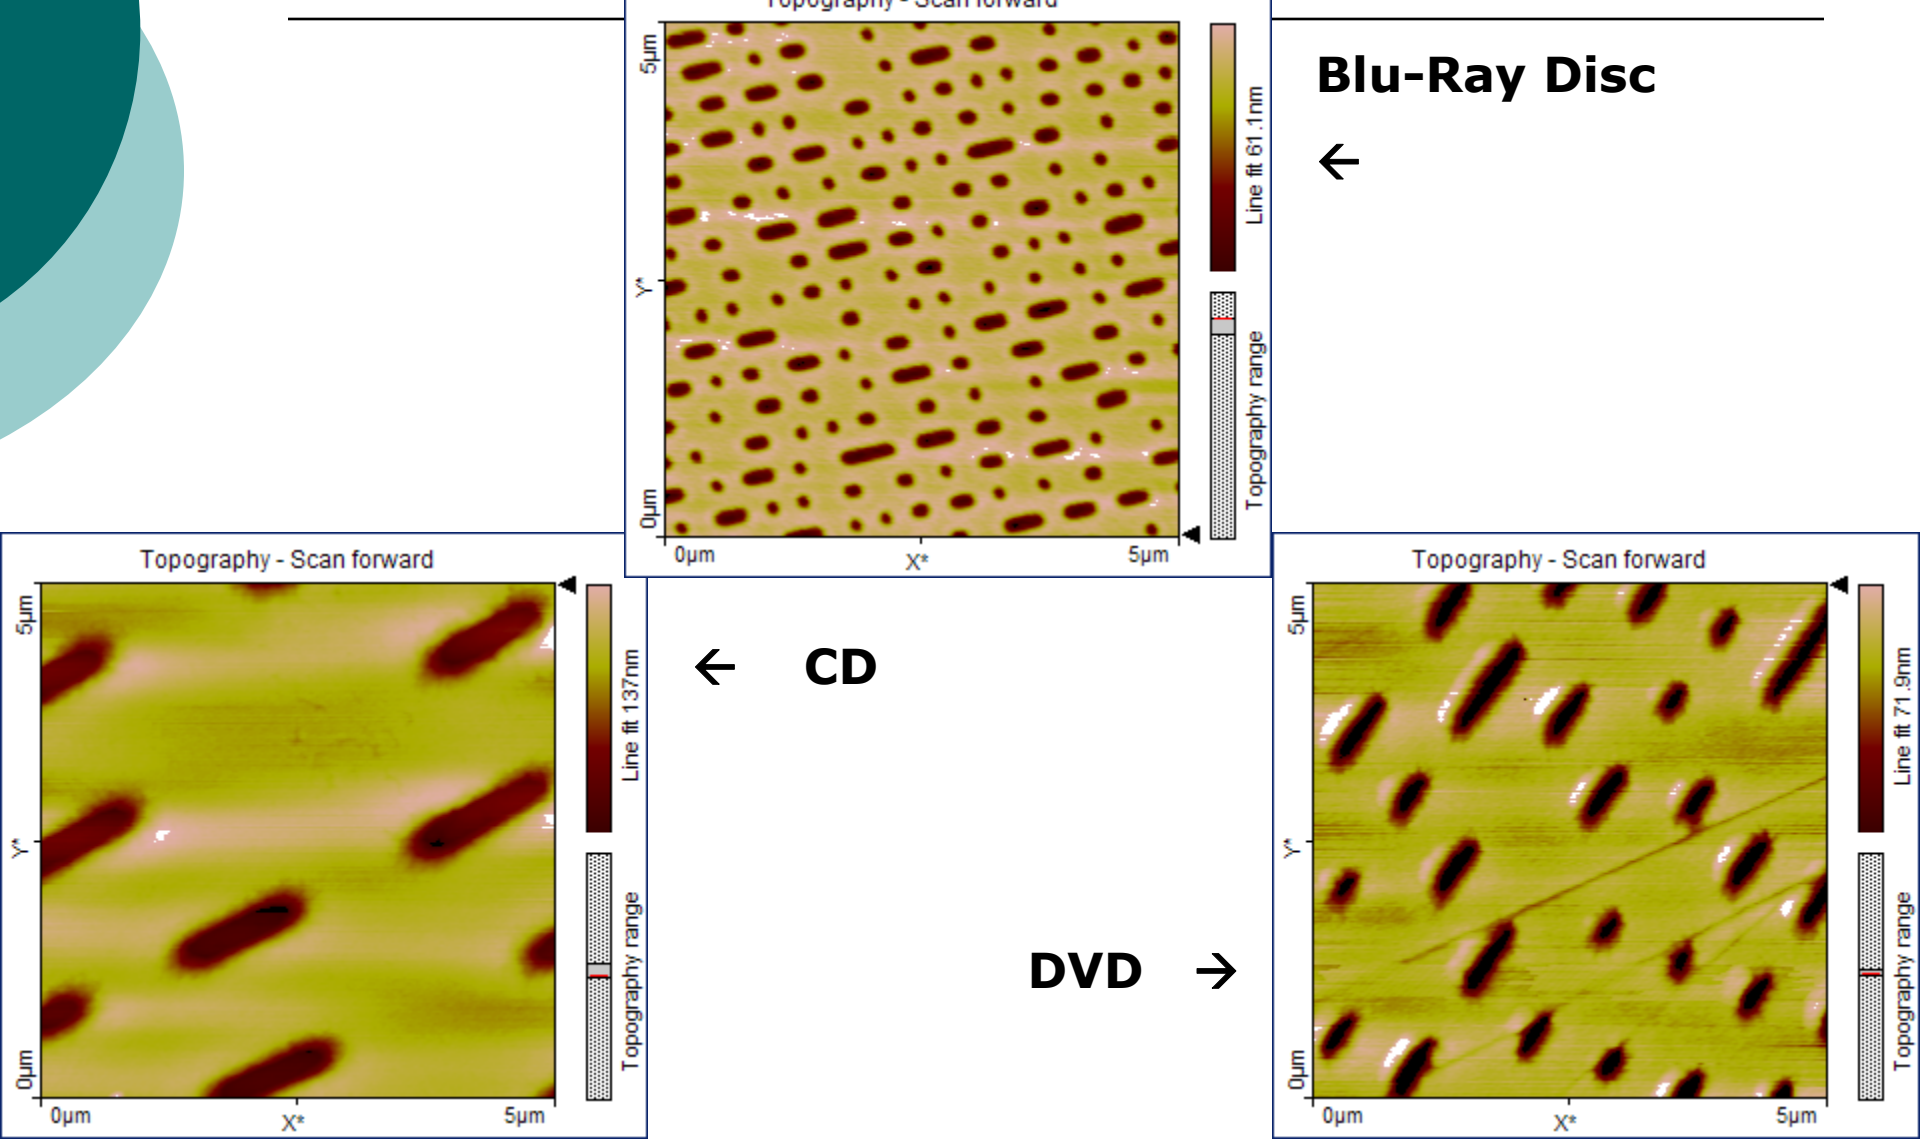 Topography - Scan forward
5µm
Y*
0µm
0µm
X*
5µm
Line fit 61.1nm
Topography range
Blu-Ray Disc
←
Topography - Scan forward
5µm
Y*
0µm
0µm
X*
5µm
Line fit 137nm
Topography range
← CD
DVD →
Topography - Scan forward
5µm
Y*
0µm
0µm
X*
5µm
Line fit 71.9nm
Topography range